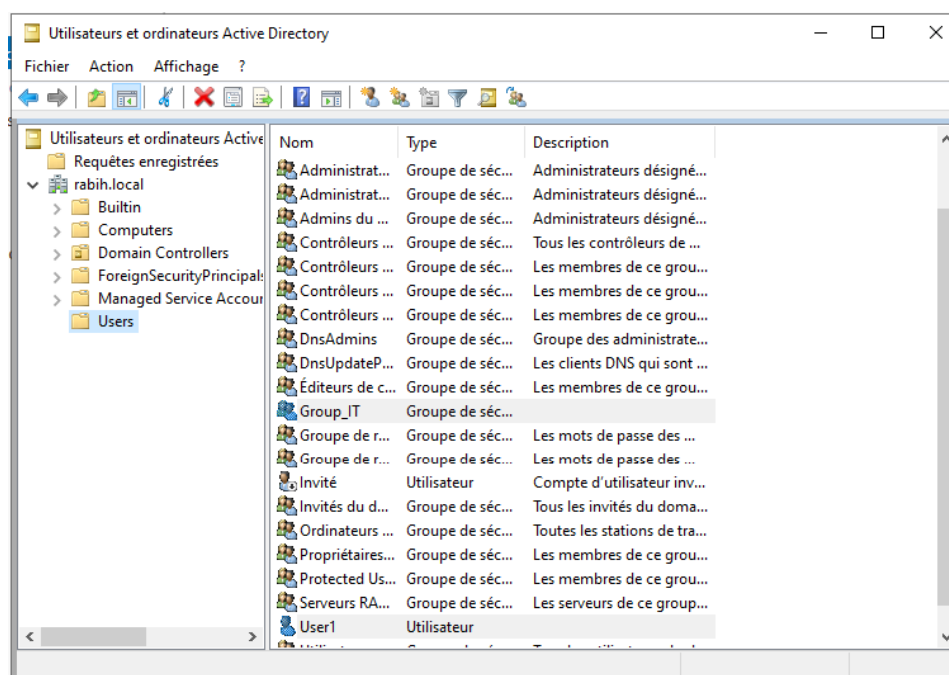 Utilisateurs et ordinateurs Active Directory
Fichier Action Affichage ?
Utilisateurs et ordinateurs Active
Requêtes enregistrées
rabih.local
Builtin
Computers
Domain Controllers
ForeignSecurityPrincipals
Managed Service Accour
Users
Nom Type Description
Administrat... Groupe de séc... Administrateurs désigné...
Administrat... Groupe de séc... Administrateurs désigné...
Admins du ... Groupe de séc... Administrateurs désigné...
Contrôleurs ... Groupe de séc... Tous les contrôleurs de ...
Contrôleurs ... Groupe de séc... Les membres de ce grou...
Contrôleurs ... Groupe de séc... Les membres de ce grou...
Contrôleurs ... Groupe de séc... Les membres de ce grou...
DnsAdmins Groupe de séc... Groupe des administrate...
DnsUpdateP... Groupe de séc... Les clients DNS qui sont ...
Éditeurs de c... Groupe de séc... Les membres de ce grou...
Group_IT Groupe de séc...
Groupe de r... Groupe de séc... Les mots de passe des ...
Groupe de r... Groupe de séc... Les mots de passe des ...
Invité Utilisateur Compte d'utilisateur inv...
Invités du d... Groupe de séc... Tous les invités du doma...
Ordinateurs ... Groupe de séc... Toutes les stations de tra...
Propriétaires... Groupe de séc... Les membres de ce grou...
Protected Us... Groupe de séc... Les membres de ce grou...
Serveurs RA... Groupe de séc... Les serveurs de ce group...
User1 Utilisateur